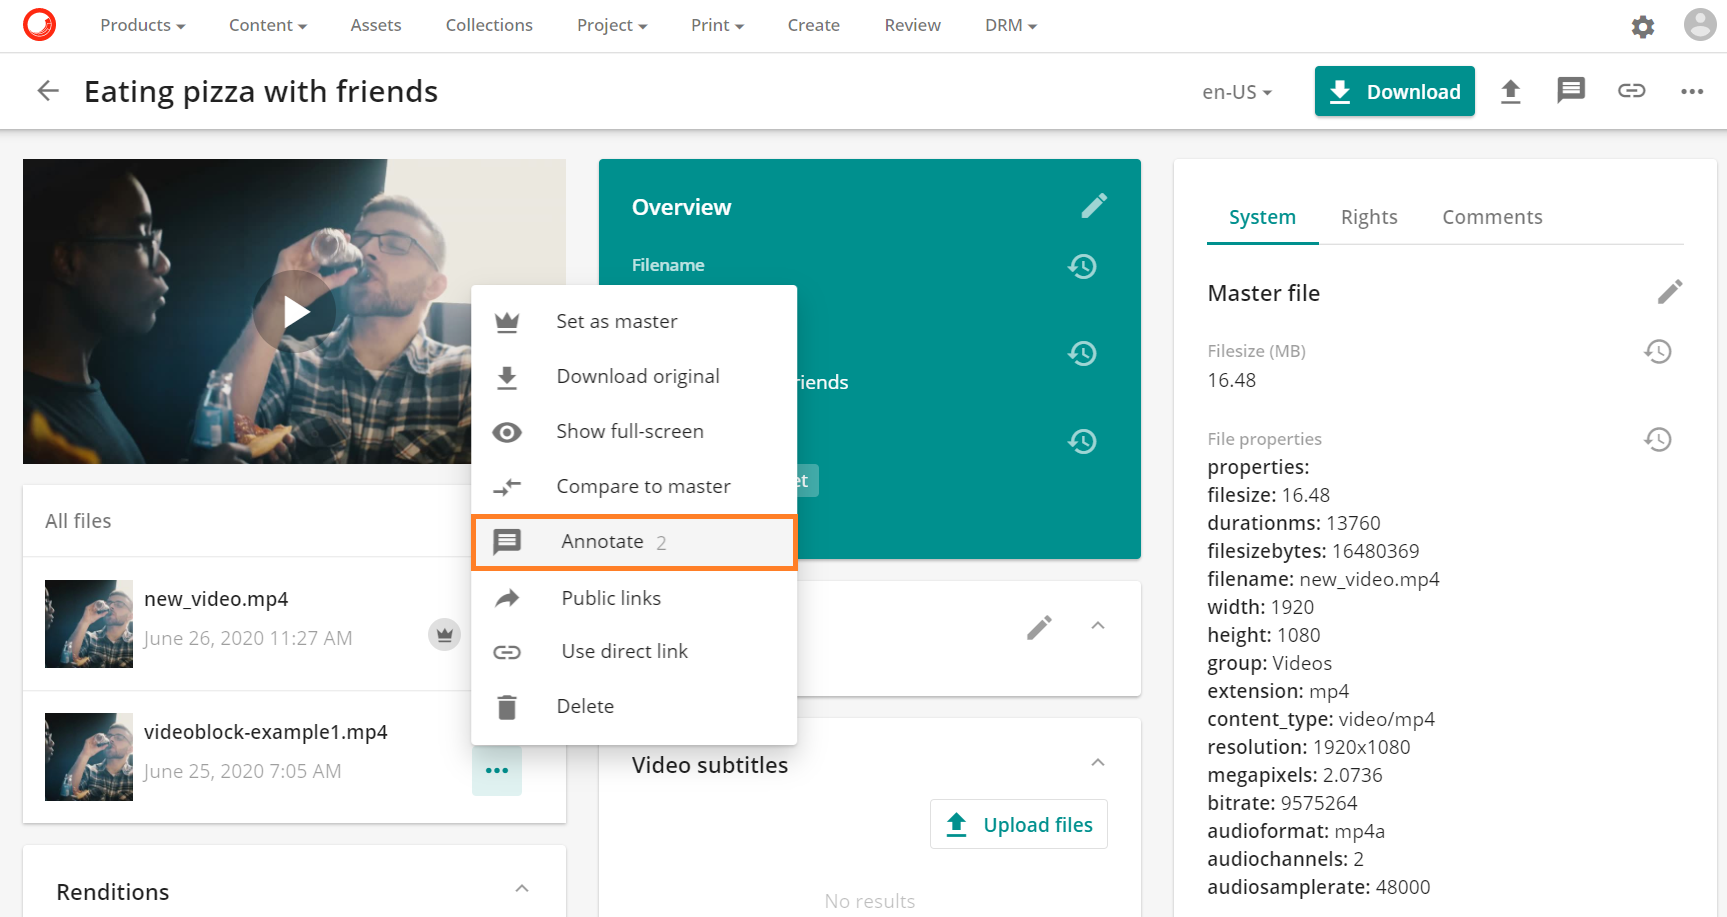 Products
Content
Assets
Collections
Project
Print
Create
Review
DRM
Eating pizza with friends
en-US
Download
All files
new_video.mp4
June 26, 2020 11:27 AM
videoblock-example1.mp4
June 25, 2020 7:05 AM
Renditions
Set as master
Download original
Show full-screen
Compare to master
Annotate 2
Public links
Use direct link
Delete
Overview
Filename
riends
et
Video subtitles
Upload files
No results
System
Rights
Comments
Master file
Filesize (MB)
16.48
File properties
properties:
filesize: 16.48
durationms: 13760
filesizebytes: 16480369
filename: new_video.mp4
width: 1920
height: 1080
group: Videos
extension: mp4
content_type: video/mp4
resolution: 1920x1080
megapixels: 2.0736
bitrate: 9575264
audioformat: mp4a
audiochannels: 2
audiosamplerate: 48000